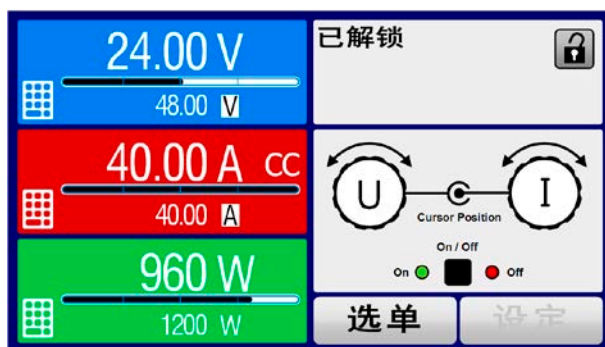 24.00 V
48.00 V
40.00 A CC
40.00 A
960 W
1200 W
已解锁
U I
Cursor Position
On / Off
On Off
选单 设定